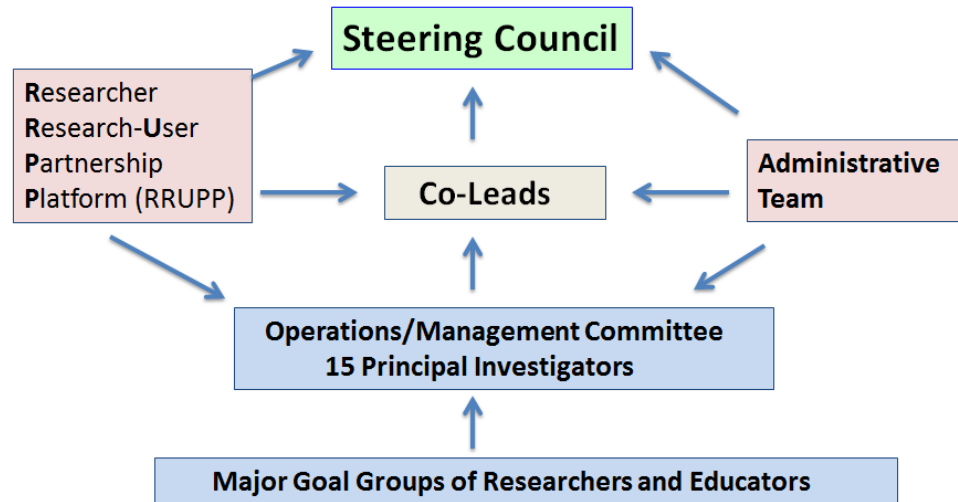 Steering Council
Researcher
Research-User
Partnership
Platform (RRUPP)
Co-Leads
Administrative
Team
Operations/Management Committee
15 Principal Investigators
Major Goal Groups of Researchers and Educators